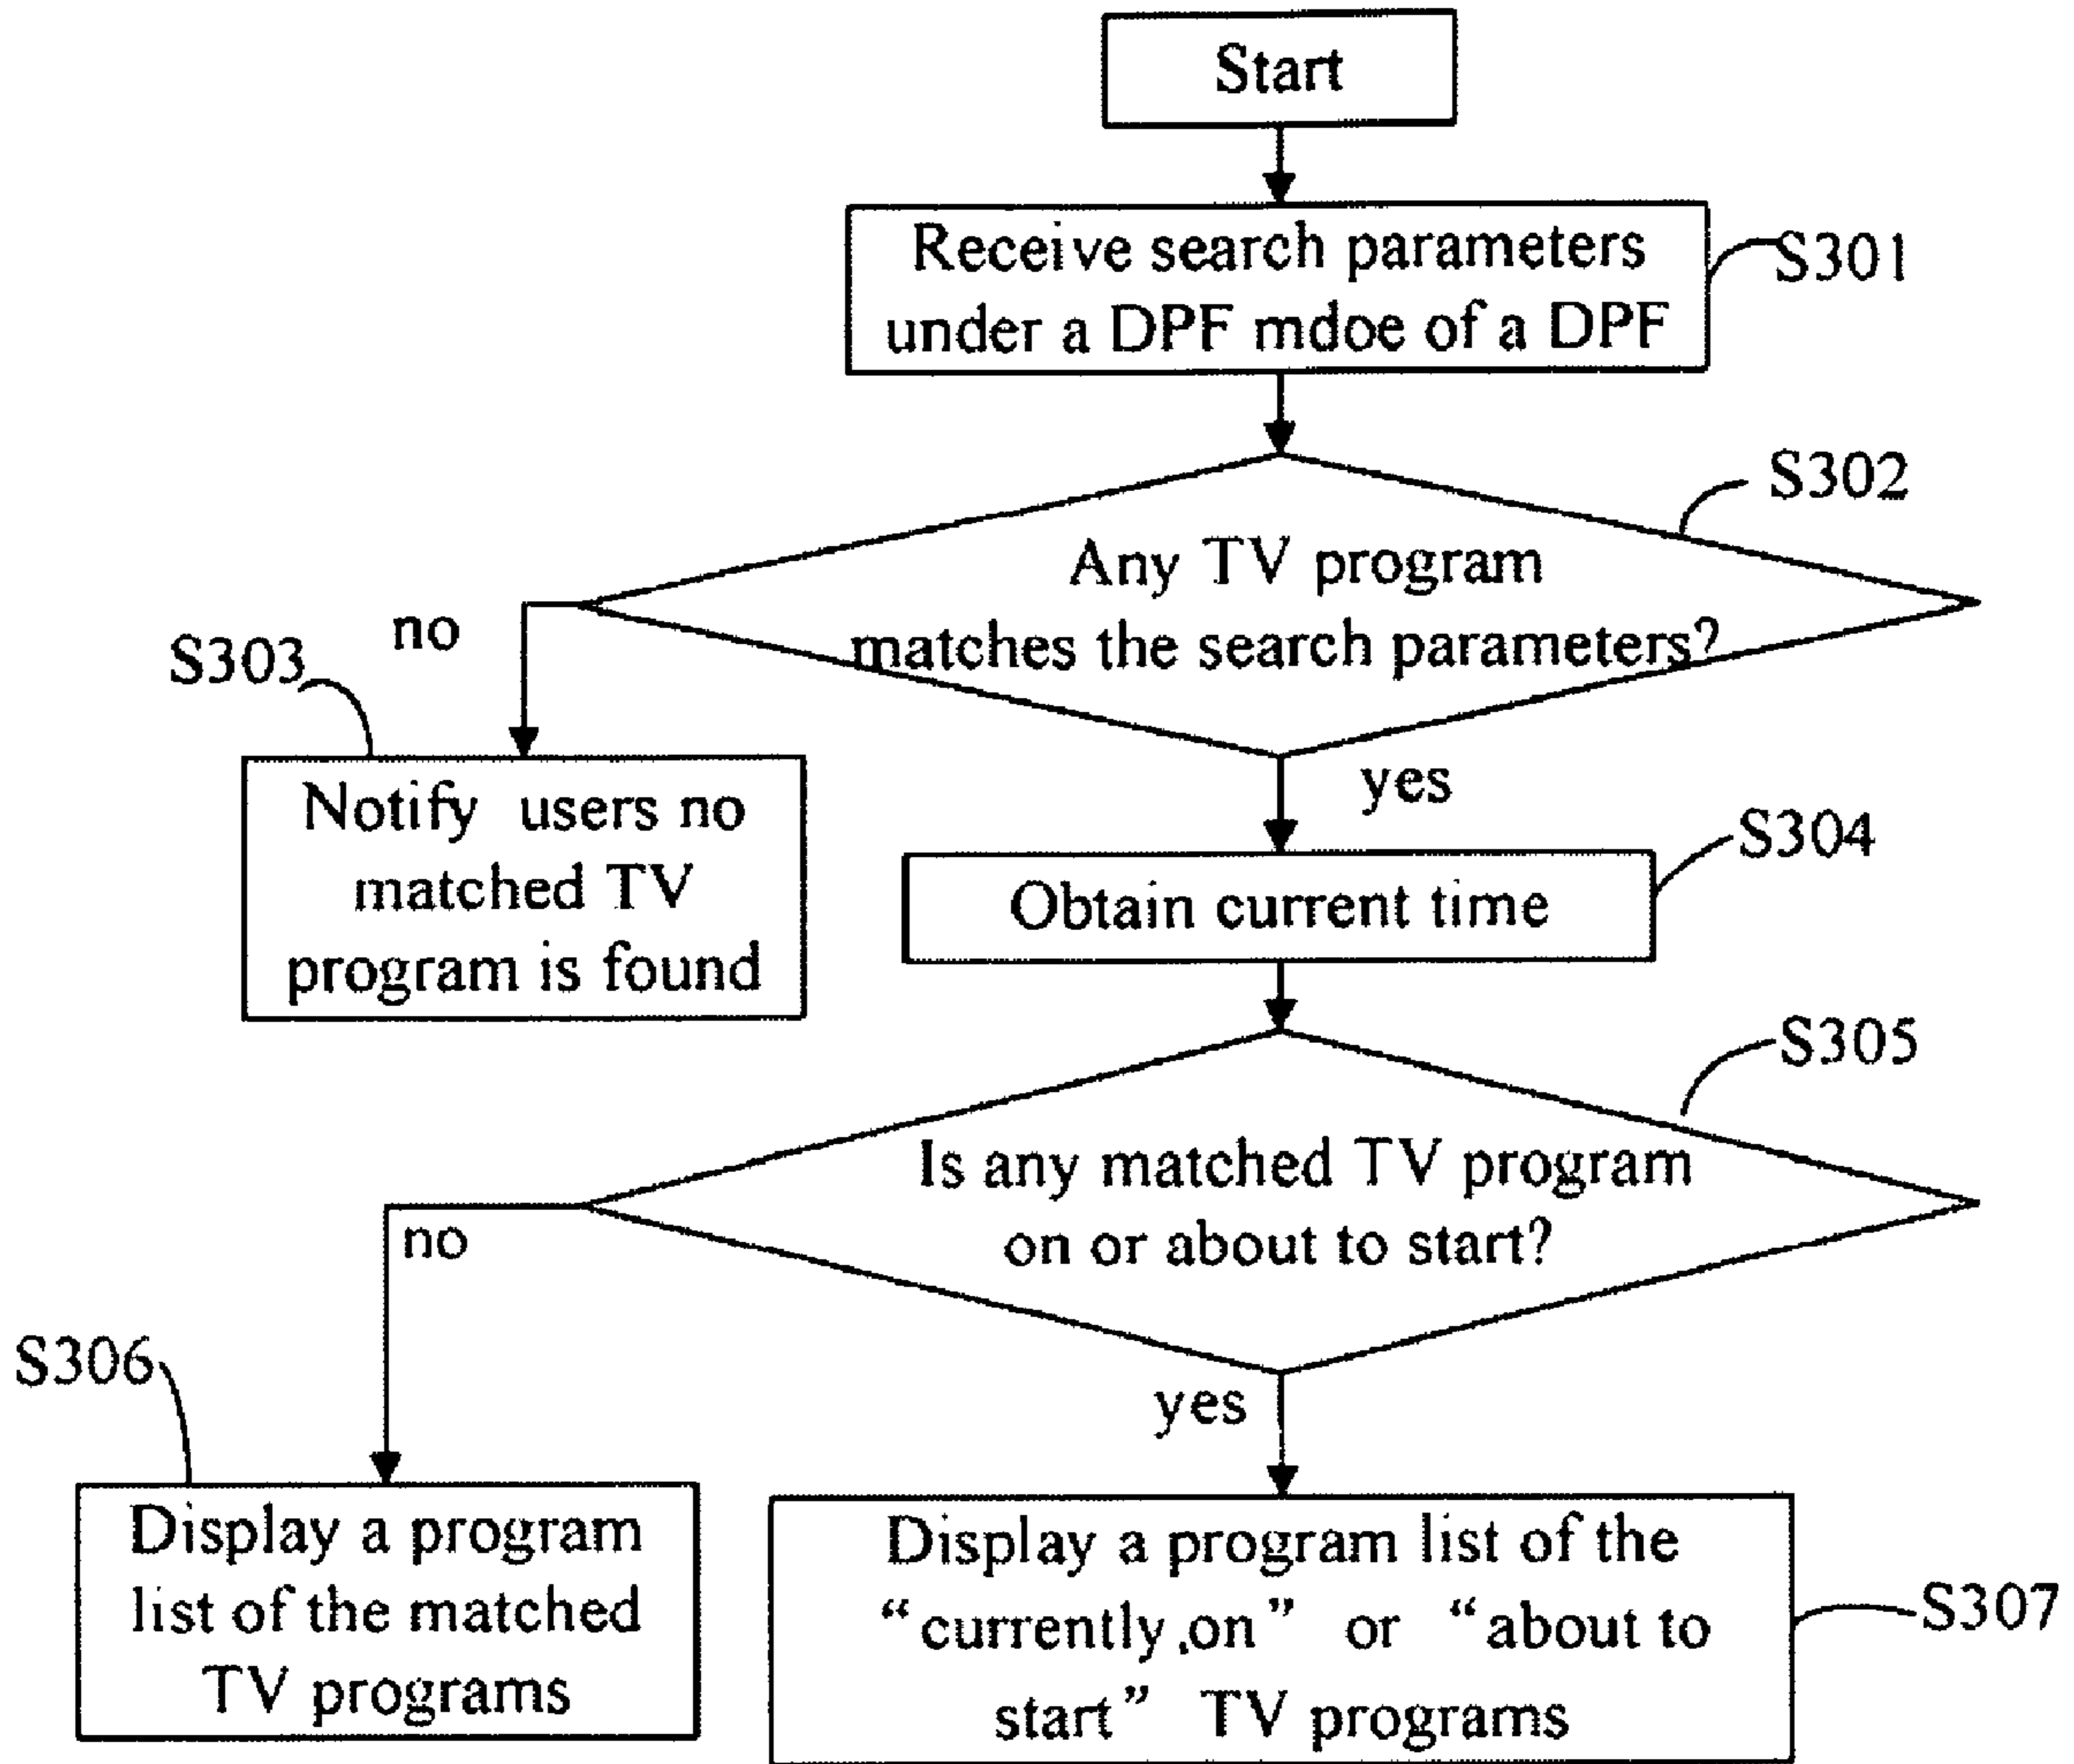 Start
Receive search parameters
under a DPF mdoe of a DPF
S301
S302
Any TV program
matches the search parameters?
no
S303
Notify users no
matched TV
program is found
yes
S304
Obtain current time
S305
Is any matched TV program
on or about to start?
no
yes
S306
Display a program
list of the matched
TV programs
Display a program list of the
“currently on” or “about to
start” TV programs
S307